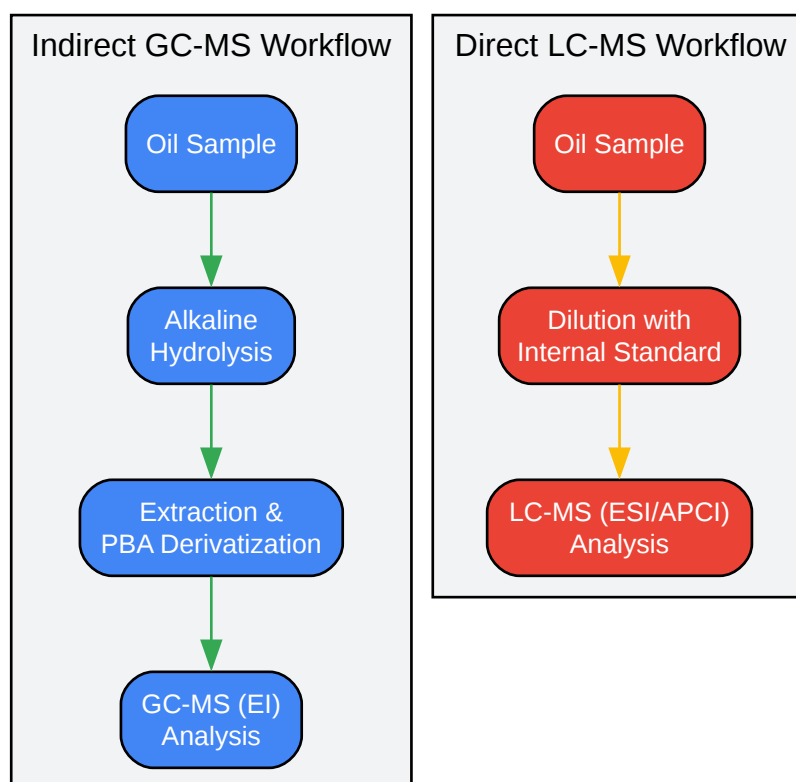 Indirect GC-MS Workflow
Oil Sample
Alkaline
Hydrolysis
Extraction &
PBA Derivatization
GC-MS (EI)
Analysis
Direct LC-MS Workflow
Oil Sample
Dilution with
Internal Standard
LC-MS (ESI/APCI)
Analysis